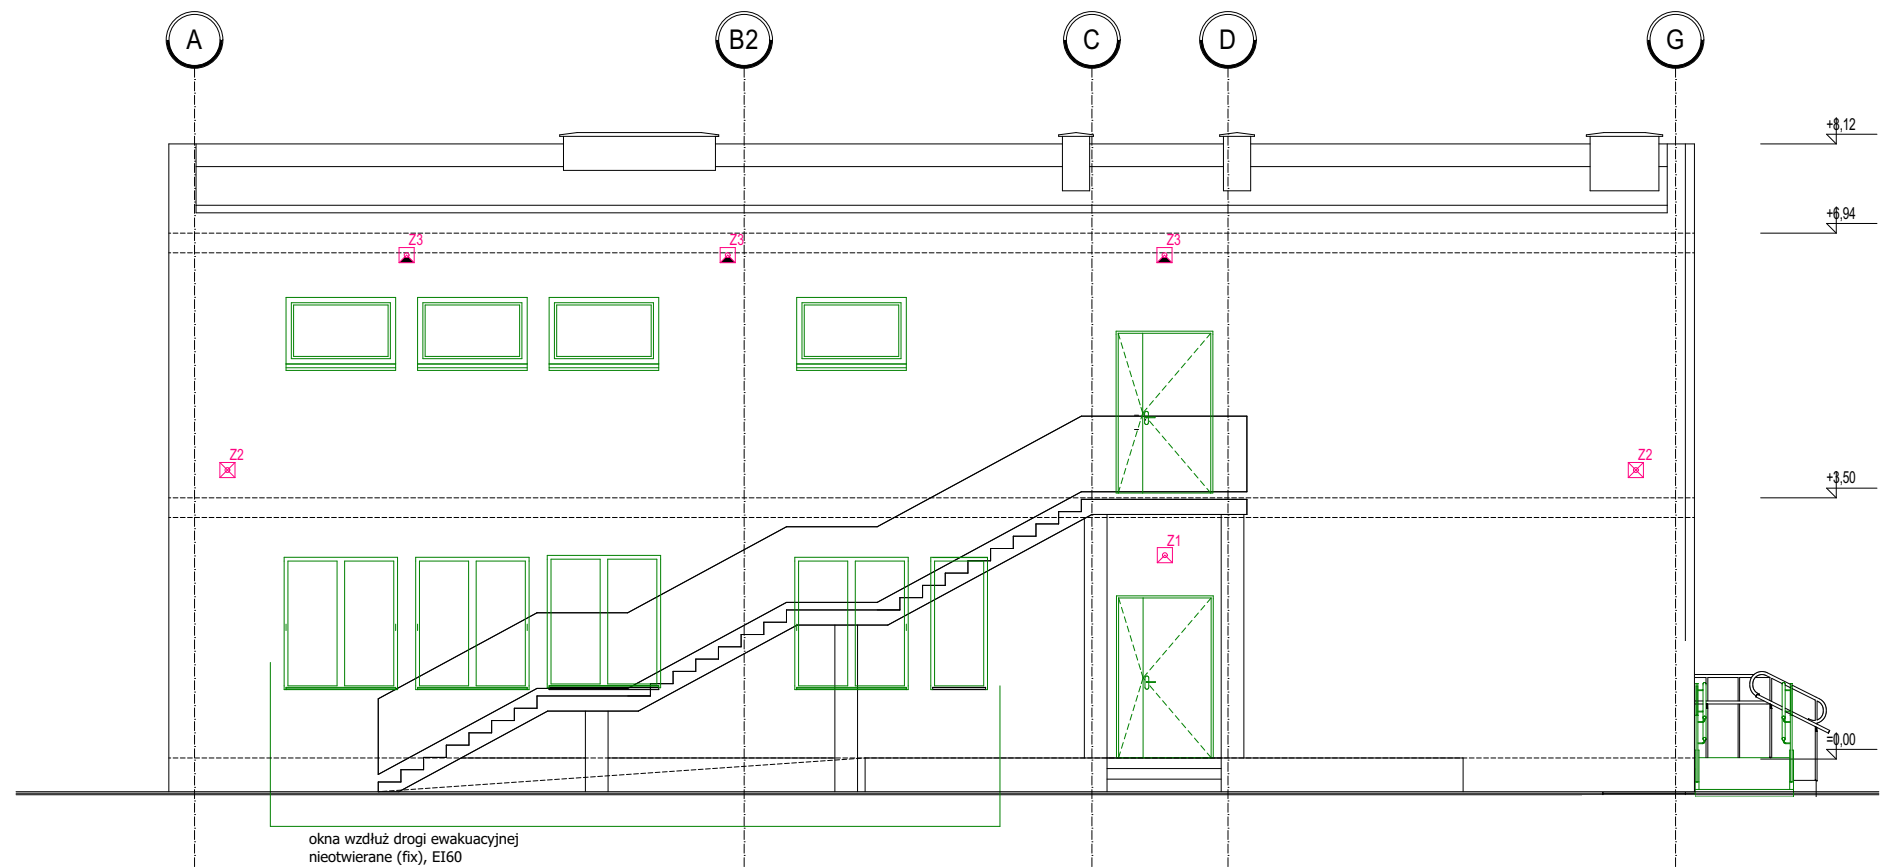 A
B2
C
D
G
+8,12
+6,94
Z3
Z3
Z3
Z2
Z2
+3,50
Z1
=0,00
okna wzdłuż drogi ewakuacyjnej
nieotwierane (fix), EI60